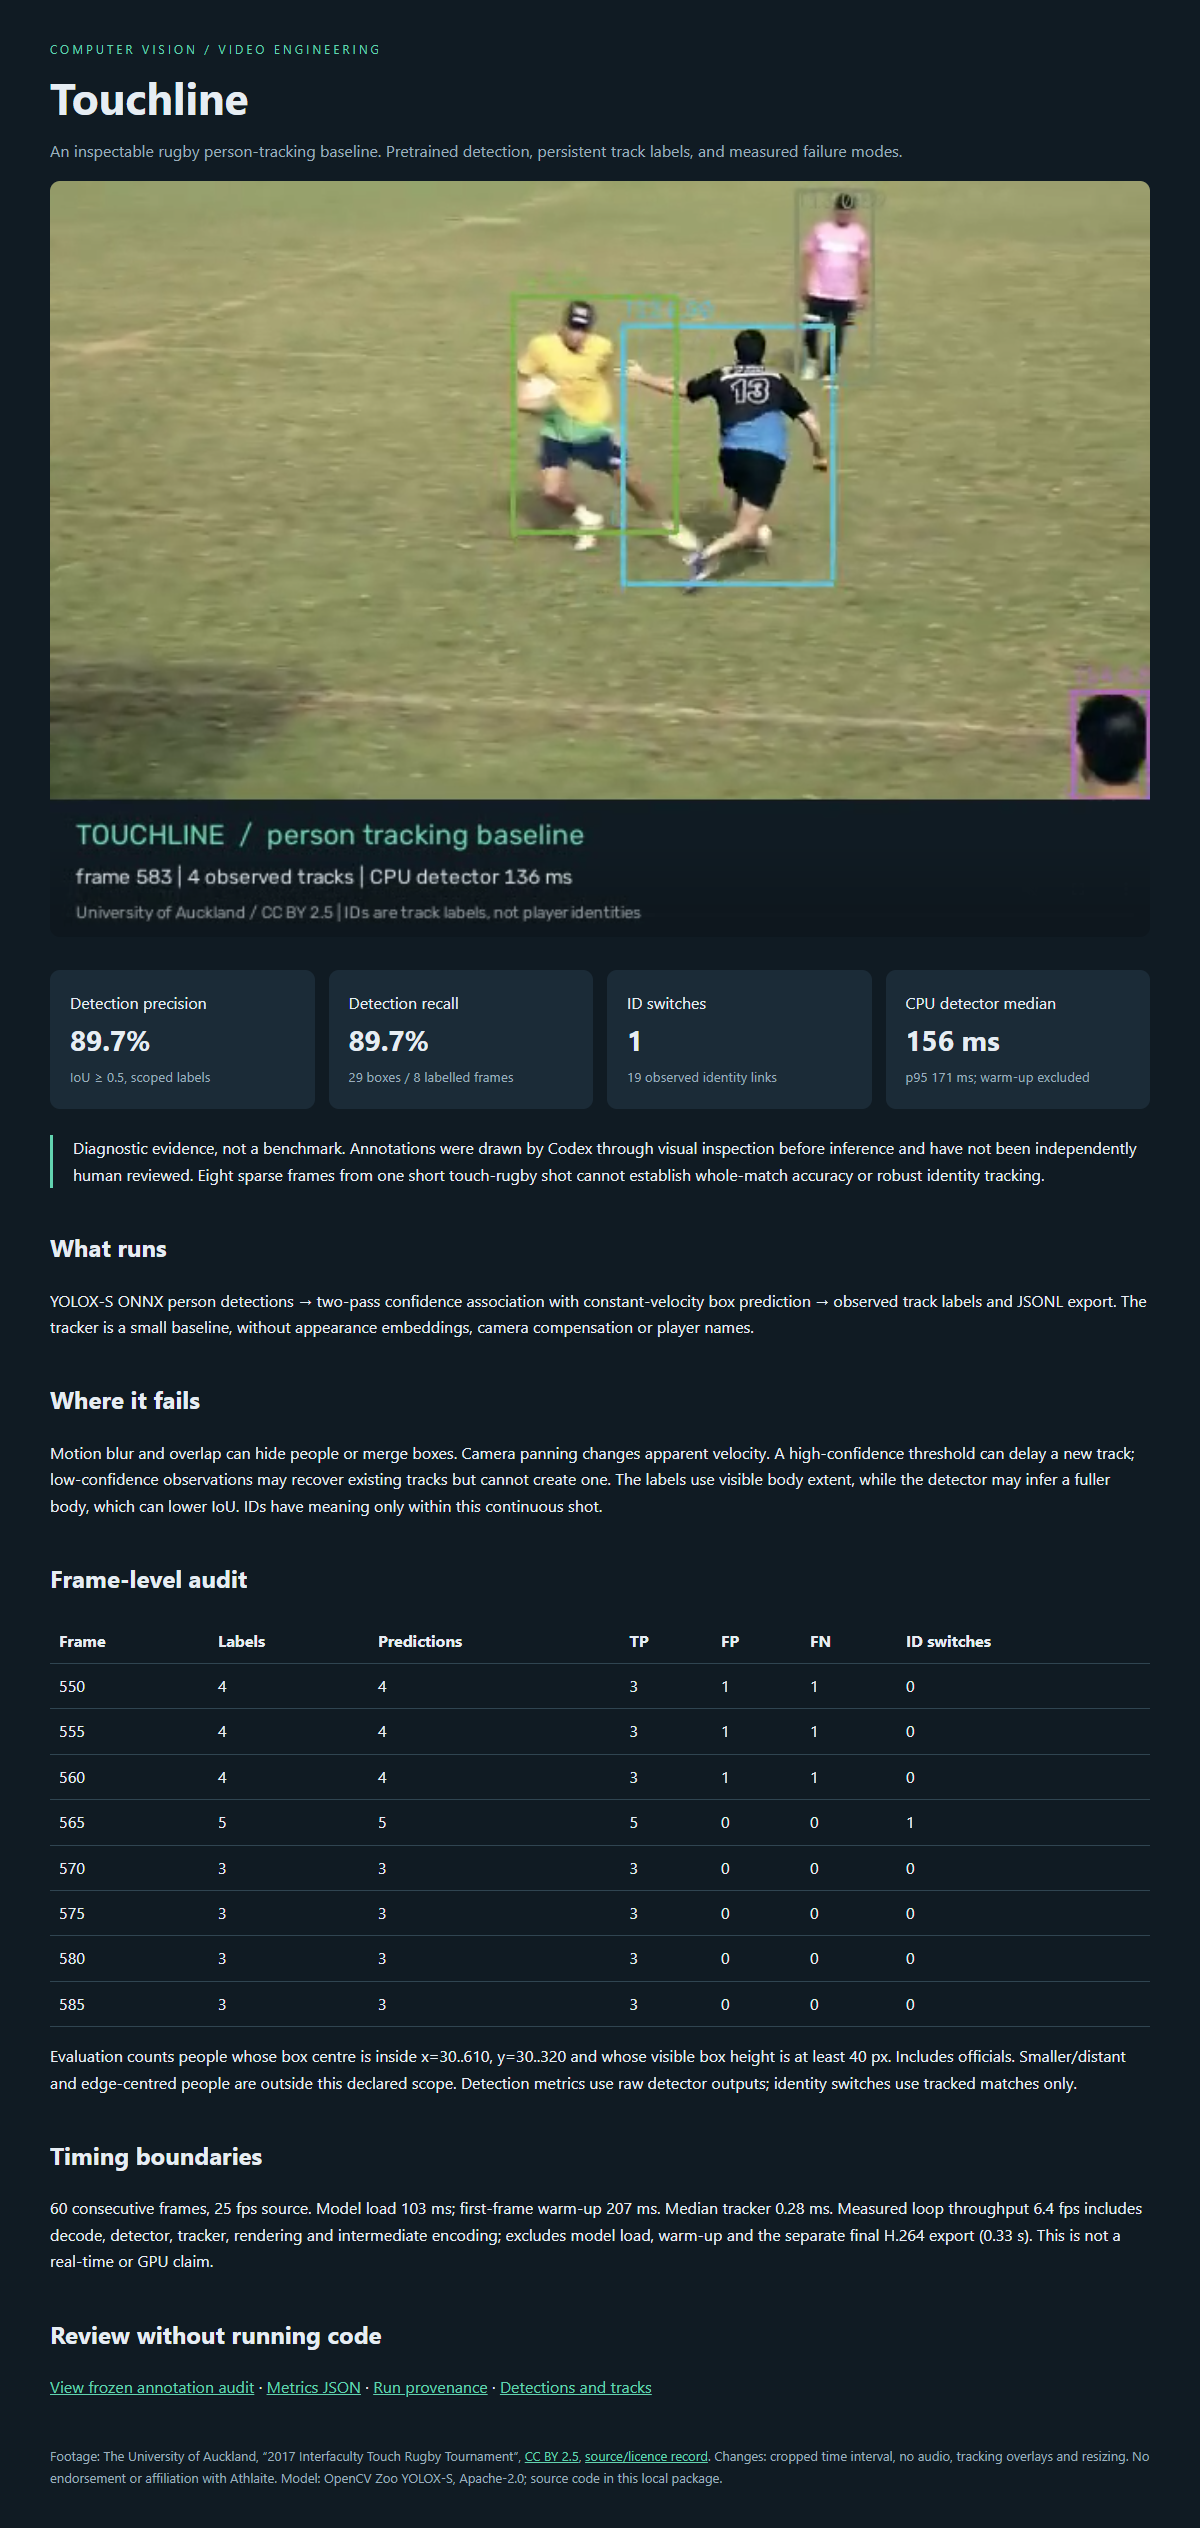 COMPUTER VISION / VIDEO ENGINEERING
Touchline
An inspectable rugby person-tracking baseline. Pretrained detection, persistent track labels, and measured failure modes.
13
TOUCHLINE / person tracking baseline
frame 583 | 4 observed tracks | CPU detector 136 ms
University of Auckland / CC BY 2.5 | IDs are track labels, not player identities
Detection precision
89.7%
IoU ≥ 0.5, scoped labels
Detection recall
89.7%
29 boxes / 8 labelled frames
ID switches
1
19 observed identity links
CPU detector median
156 ms
p95 171 ms; warm-up excluded
Diagnostic evidence, not a benchmark. Annotations were drawn by Codex through visual inspection before inference and have not been independently
human reviewed. Eight sparse frames from one short touch-rugby shot cannot establish whole-match accuracy or robust identity tracking.
What runs
YOLOX-S ONNX person detections → two-pass confidence association with constant-velocity box prediction → observed track labels and JSONL export. The
tracker is a small baseline, without appearance embeddings, camera compensation or player names.
Where it fails
Motion blur and overlap can hide people or merge boxes. Camera panning changes apparent velocity. A high-confidence threshold can delay a new track;
low-confidence observations may recover existing tracks but cannot create one. The labels use visible body extent, while the detector may infer a fuller
body, which can lower IoU. IDs have meaning only within this continuous shot.
Frame-level audit
Frame Labels Predictions TP FP FN ID switches
550 4 4 3 1 1 0
555 4 4 3 1 1 0
560 4 4 3 1 1 0
565 5 5 5 0 0 1
570 3 3 3 0 0 0
575 3 3 3 0 0 0
580 3 3 3 0 0 0
585 3 3 3 0 0 0
Evaluation counts people whose box centre is inside x=30..610, y=30..320 and whose visible box height is at least 40 px. Includes officials. Smaller/distant
and edge-centred people are outside this declared scope. Detection metrics use raw detector outputs; identity switches use tracked matches only.
Timing boundaries
60 consecutive frames, 25 fps source. Model load 103 ms; first-frame warm-up 207 ms. Median tracker 0.28 ms. Measured loop throughput 6.4 fps includes
decode, detector, tracker, rendering and intermediate encoding; excludes model load, warm-up and the separate final H.264 export (0.33 s). This is not a
real-time or GPU claim.
Review without running code
View frozen annotation audit · Metrics JSON · Run provenance · Detections and tracks
Footage: The University of Auckland, “2017 Interfaculty Touch Rugby Tournament”, CC BY 2.5, source/licence record. Changes: cropped time interval, no audio, tracking overlays and resizing. No
endorsement or affiliation with Athlaite. Model: OpenCV Zoo YOLOX-S, Apache-2.0; source code in this local package.